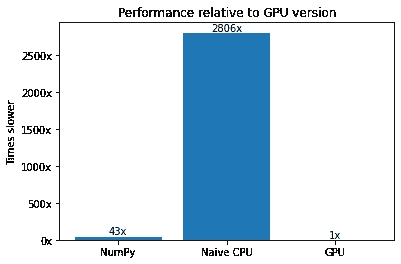 Performance relative to GPU version
Times slower
2500x
2000x
1500x
1000x
500x
0x
43x
2806x
1x
NumPy
Naive CPU
GPU